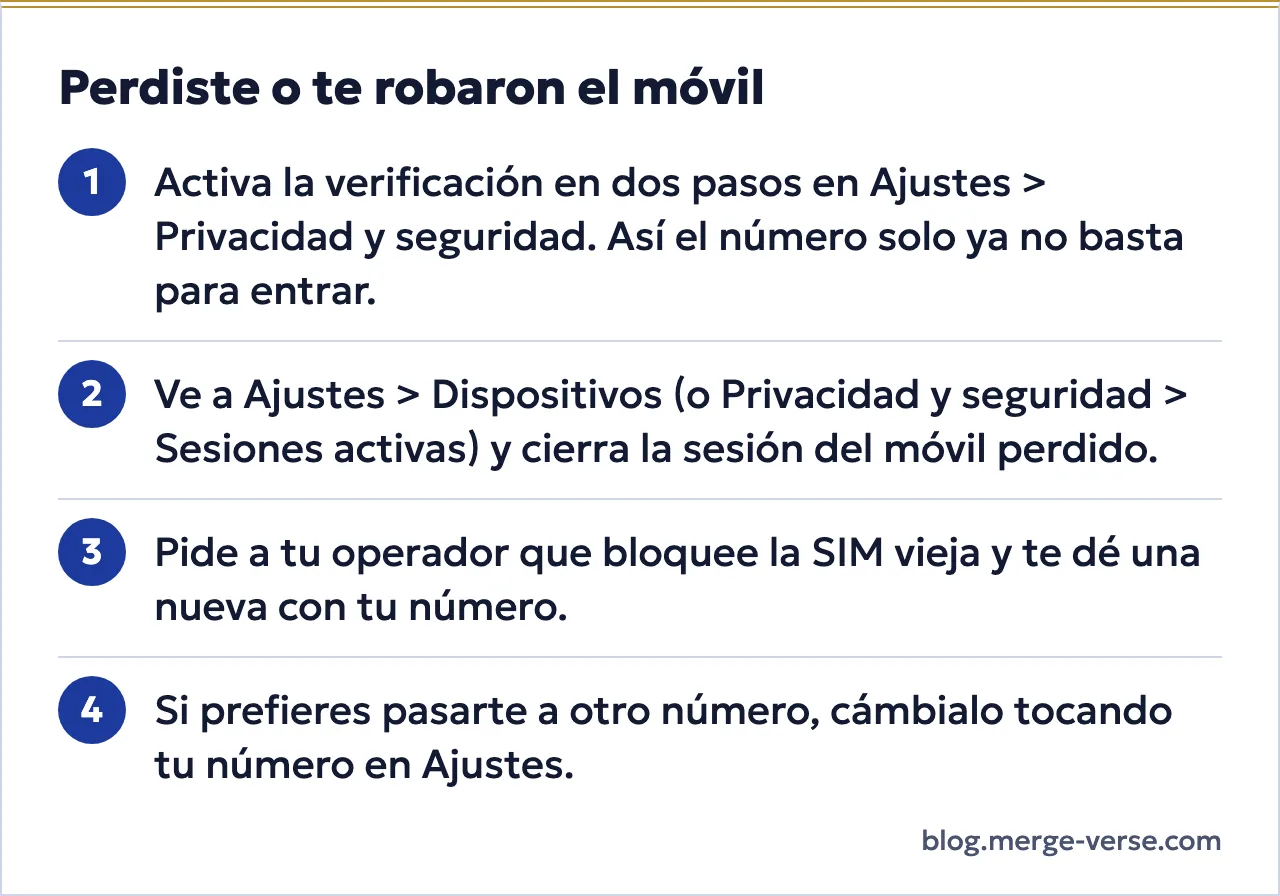 Perdiste o te robaron el móvil
1
Activa la verificación en dos pasos en Ajustes >
Privacidad y seguridad. Así el número solo ya no basta
para entrar.
2
Ve a Ajustes > Dispositivos (o Privacidad y seguridad >
Sesiones activas) y cierra la sesión del móvil perdido.
3
Pide a tu operador que bloquee la SIM vieja y te dé una
nueva con tu número.
4
Si prefieres pasarte a otro número, cámbialo tocando
tu número en Ajustes.
blog.merge-verse.com